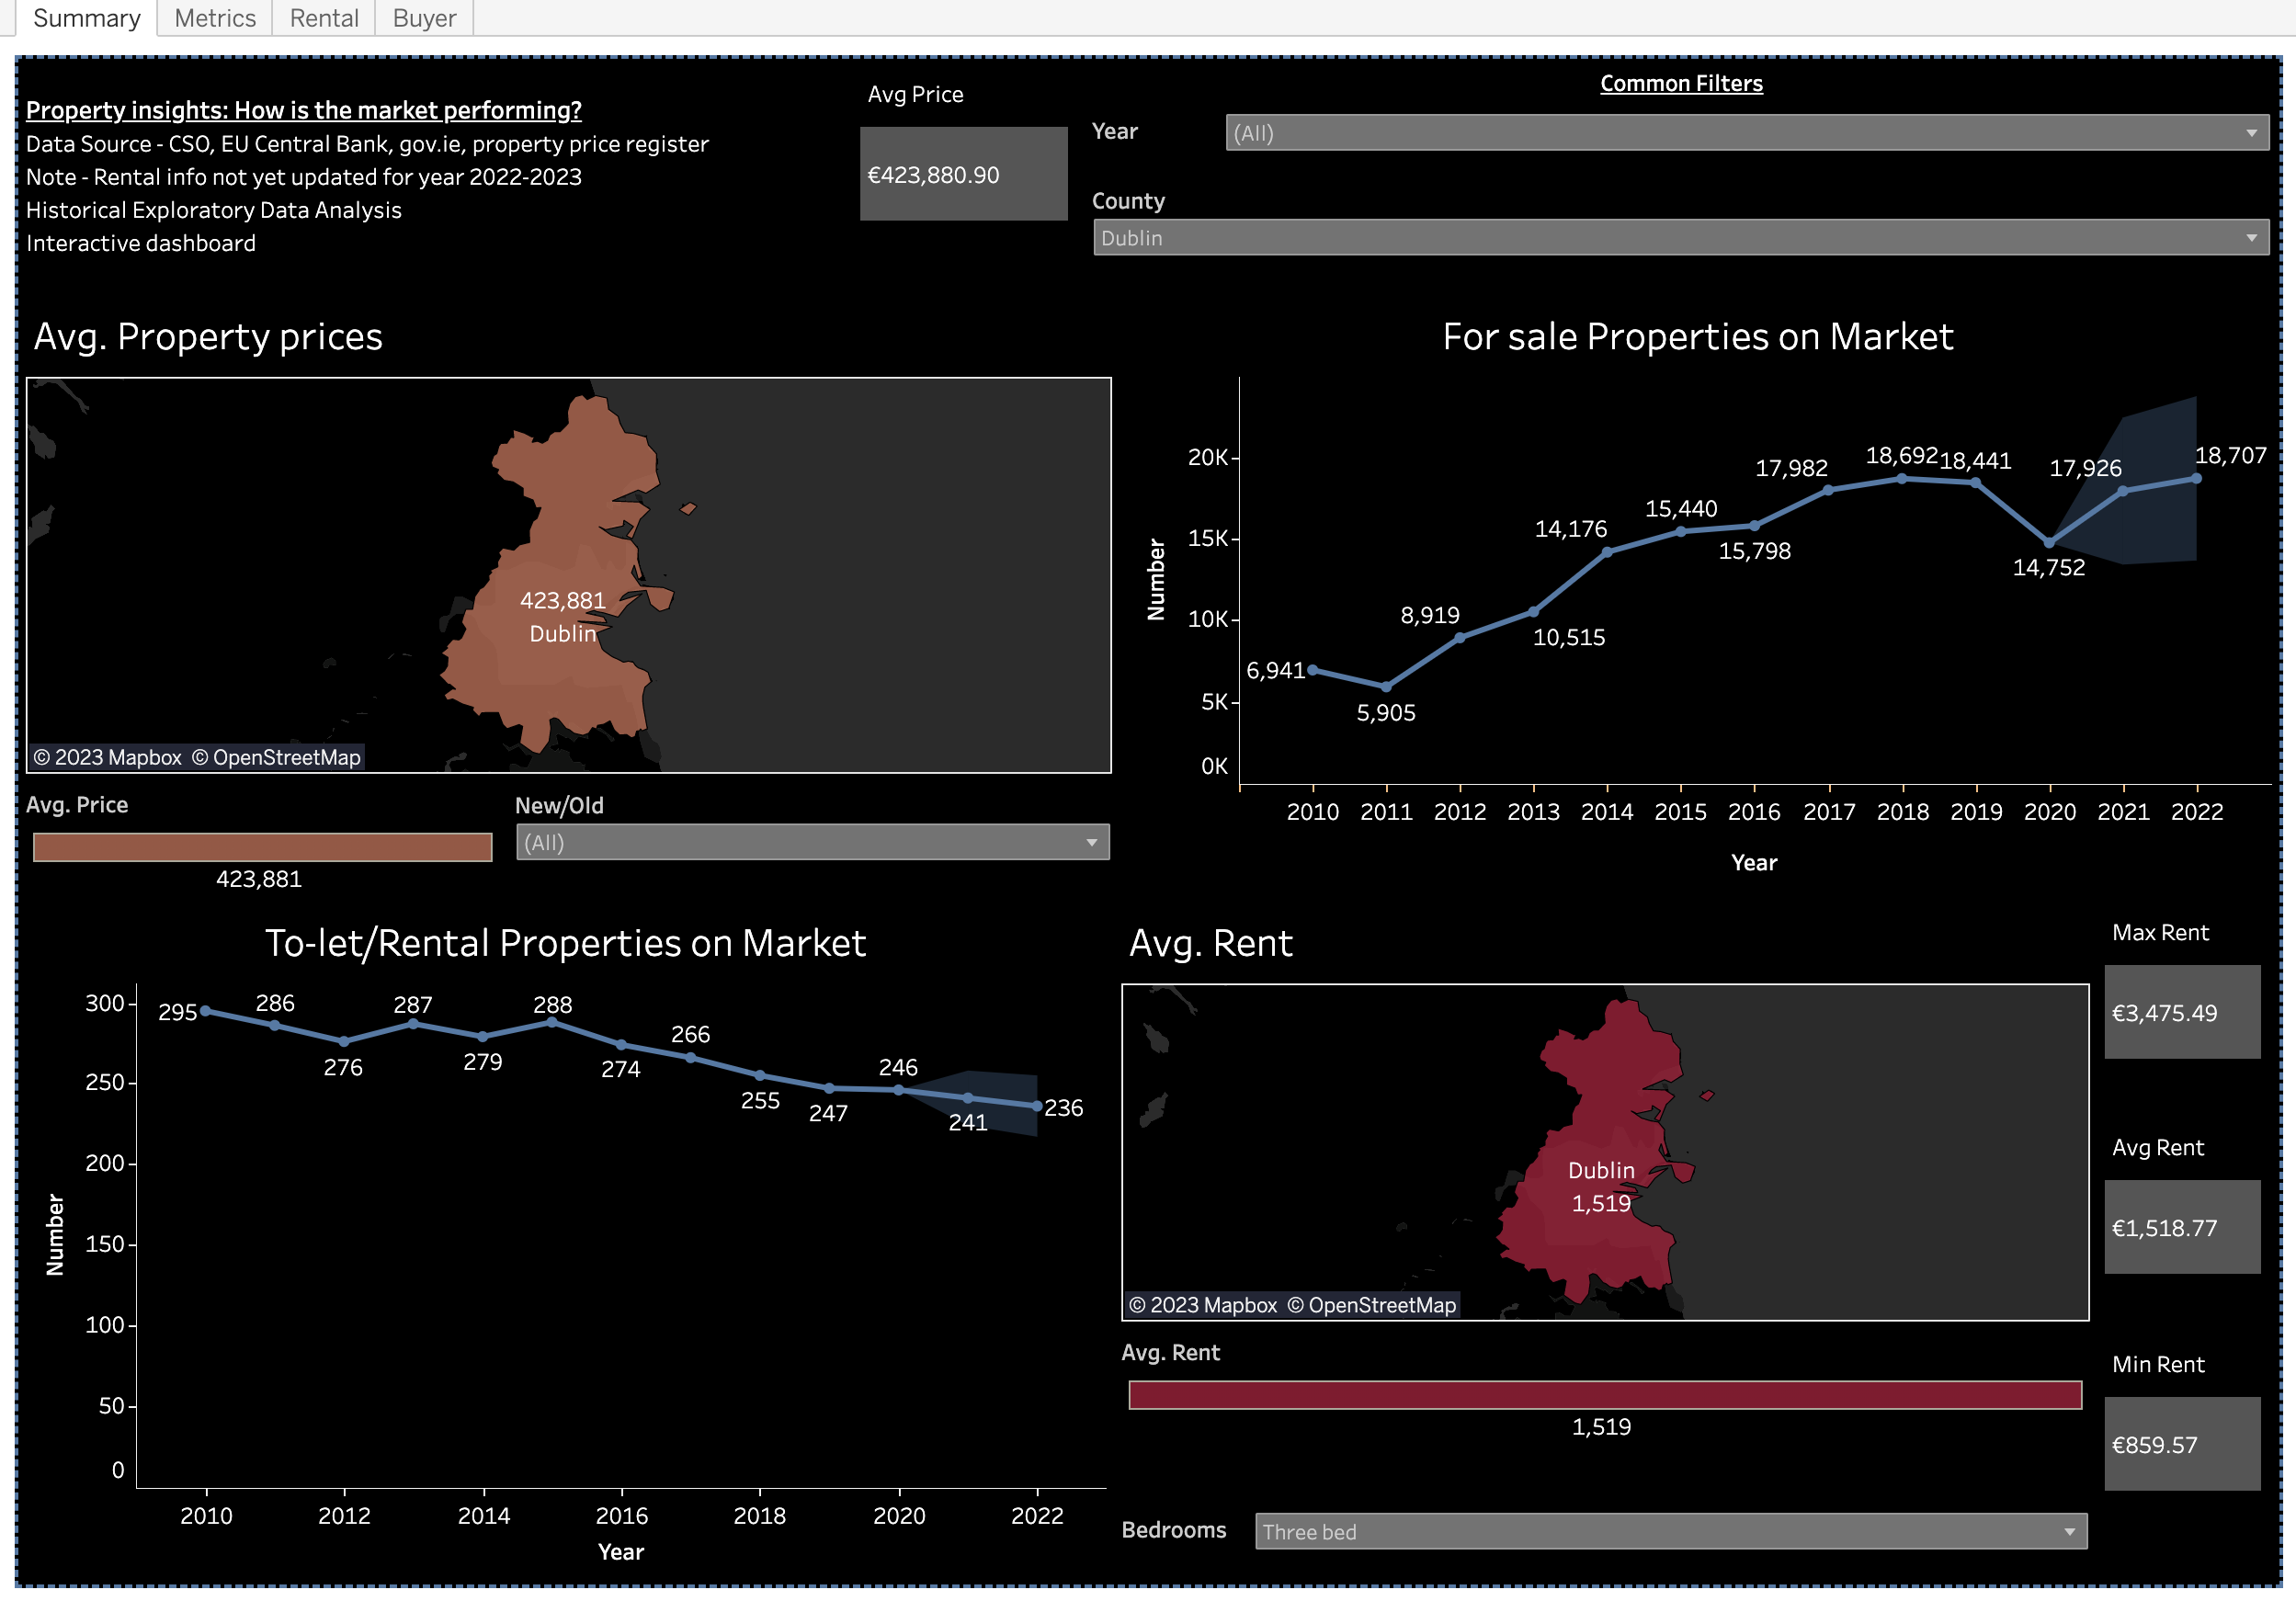 Summary
Metrics
Rental
Buyer
Property insights: How is the market performing?
Data Source - CSO, EU Central Bank, gov.ie, property price register
Note - Rental info not yet updated for year 2022-2023
Historical Exploratory Data Analysis
Interactive dashboard
Avg Price
€423,880.90
Common Filters
Year
(All)
County
Dublin
Avg. Property prices
423,881
Dublin
© 2023 Mapbox © OpenStreetMap
Avg. Price
423,881
New/Old
(All)
For sale Properties on Market
Number
20K
15K
10K
5K
0K
6,941
5,905
8,919
10,515
14,176
15,440
15,798
17,982
18,692
18,441
14,752
17,926
18,707
2010 2011 2012 2013 2014 2015 2016 2017 2018 2019 2020 2021 2022
Year
To-let/Rental Properties on Market
Number
300
250
200
150
100
50
0
295
286
276
287
279
288
274
266
255
247
246
241
236
2010 2012 2014 2016 2018 2020 2022
Year
Avg. Rent
Dublin
1,519
© 2023 Mapbox © OpenStreetMap
Avg. Rent
1,519
Bedrooms
Three bed
Max Rent
€3,475.49
Avg Rent
€1,518.77
Min Rent
€859.57